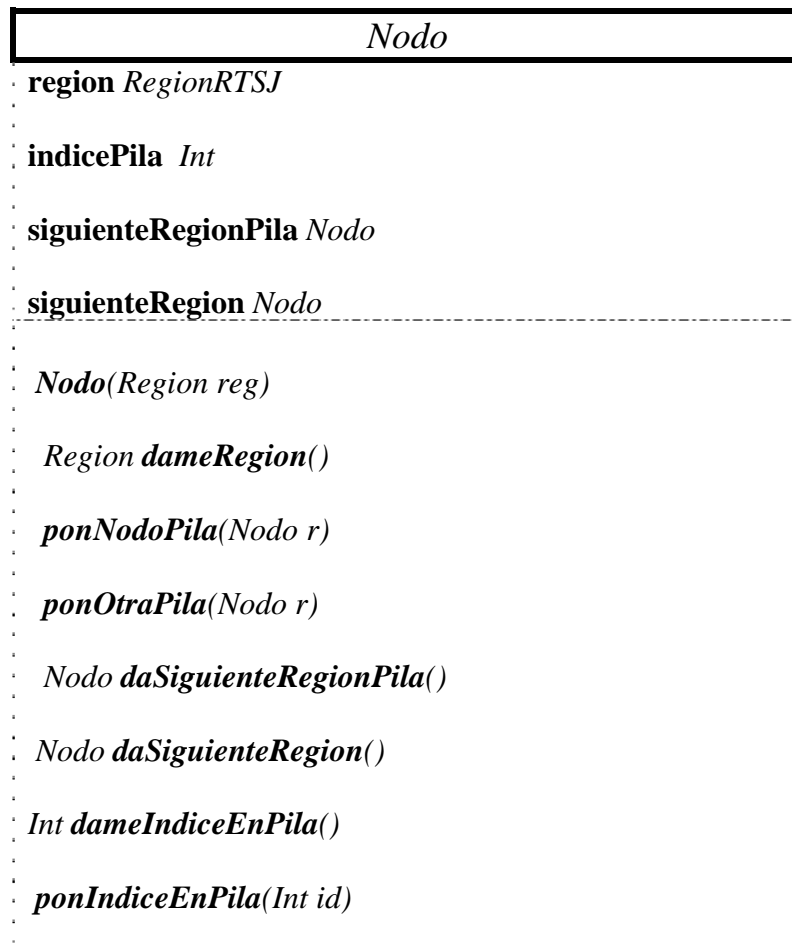 Nodo
region RegionRTSJ
indicePila Int
siguienteRegionPila Nodo
siguienteRegion Nodo
Nodo(Region reg)
Region dameRegion()
ponNodoPila(Nodo r)
ponOtraPila(Nodo r)
Nodo daSiguienteRegionPila()
Nodo daSiguienteRegion()
Int dameIndiceEnPila()
ponIndiceEnPila(Int id)